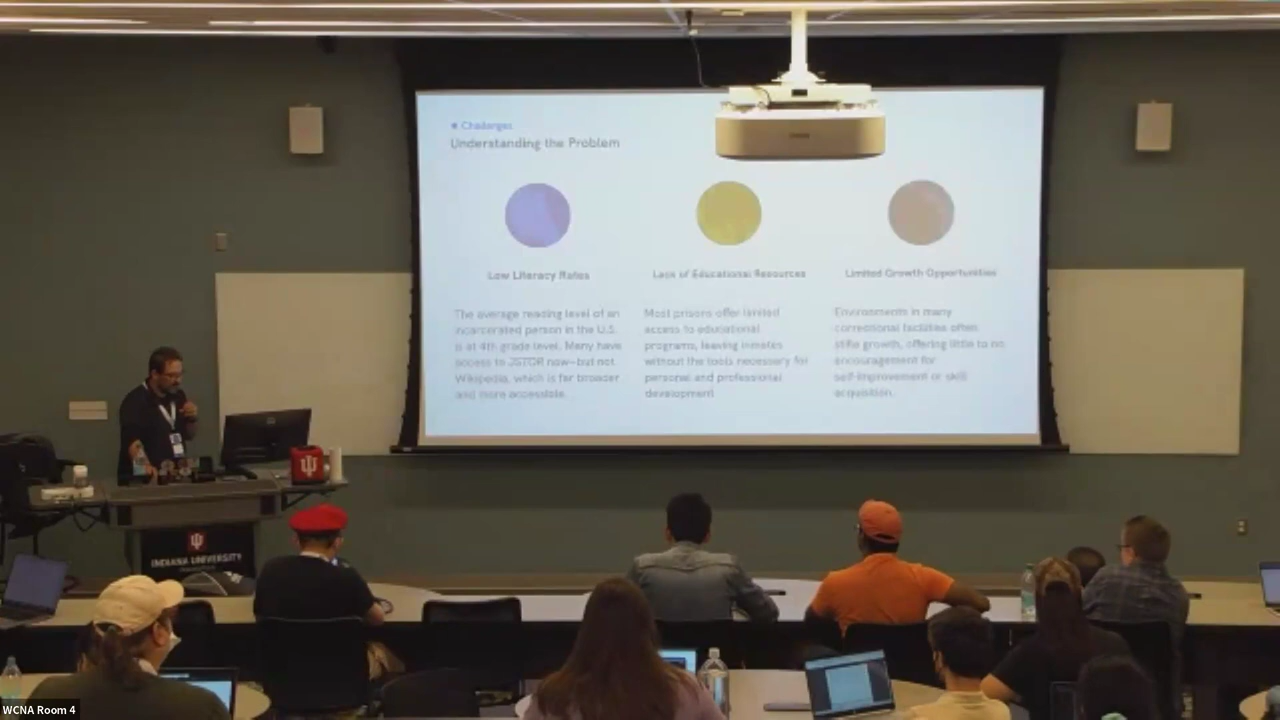 Challenges
Understanding the Problem
Low Literacy Rates
The average reading level of an
incarcerated person in the U.S.
is at 4th grade level. Many have
access to JSTOR now—but not
Wikipedia, which is far broader
and more accessible.
Lack of Educational Resources
Most prisons offer limited
access to educational
programs, leaving inmates
without the tools necessary for
personal and professional
development.
Limited Growth Opportunities
Environments in many
correctional facilities often
stifle growth, offering little to no
encouragement for
self-improvement or skill
acquisition.
INDIANA UNIVERSITY
WCNA Room 4